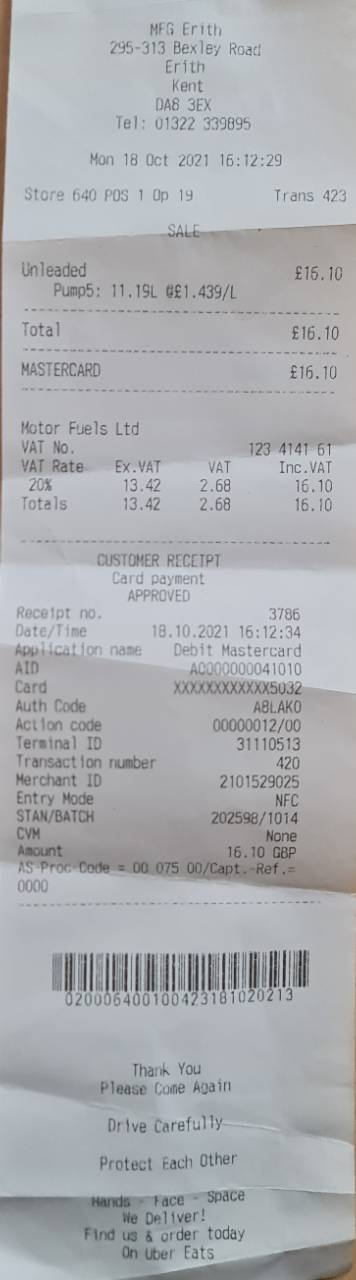 MFG Erith
295-313 Bexley Road
Erith
Kent
DA8 3EX
Tel: 01322 339895
Mon 18 Oct 2021 16:12:29
Store 640 POS 1 Op 19 Trans 423
SALE
Unleaded £16.10
Pump5: 11.19L @£1.439/L
Total £16.10
MASTERCARD £16.10
Motor Fuels Ltd
VAT No. 123 4141 61
VAT Rate Ex.VAT VAT Inc.VAT
20% 13.42 2.68 16.10
Totals 13.42 2.68 16.10
CUSTOMER RECEIPT
Card payment
APPROVED
Receipt no. 3786
Date/Time 18.10.2021 16:12:34
Application name Debit Mastercard
AID A0000000041010
Card XXXXXXXXXXXX5032
Auth Code A8LAKO
Action code 00000012/00
Terminal ID 31110513
Transaction number 420
Merchant ID 2101529025
Entry Mode NFC
STAN/BATCH 202598/1014
CVM None
Amount 16.10 GBP
AS-Proc-Code = 00 075 00/Capt.-Ref.=
0000
02000640010042318102021​3
Thank You
Please Come Again
Drive Carefully
Protect Each Other
Hands - Face - Space
We Deliver!
Find us & order today
On Uber Eats